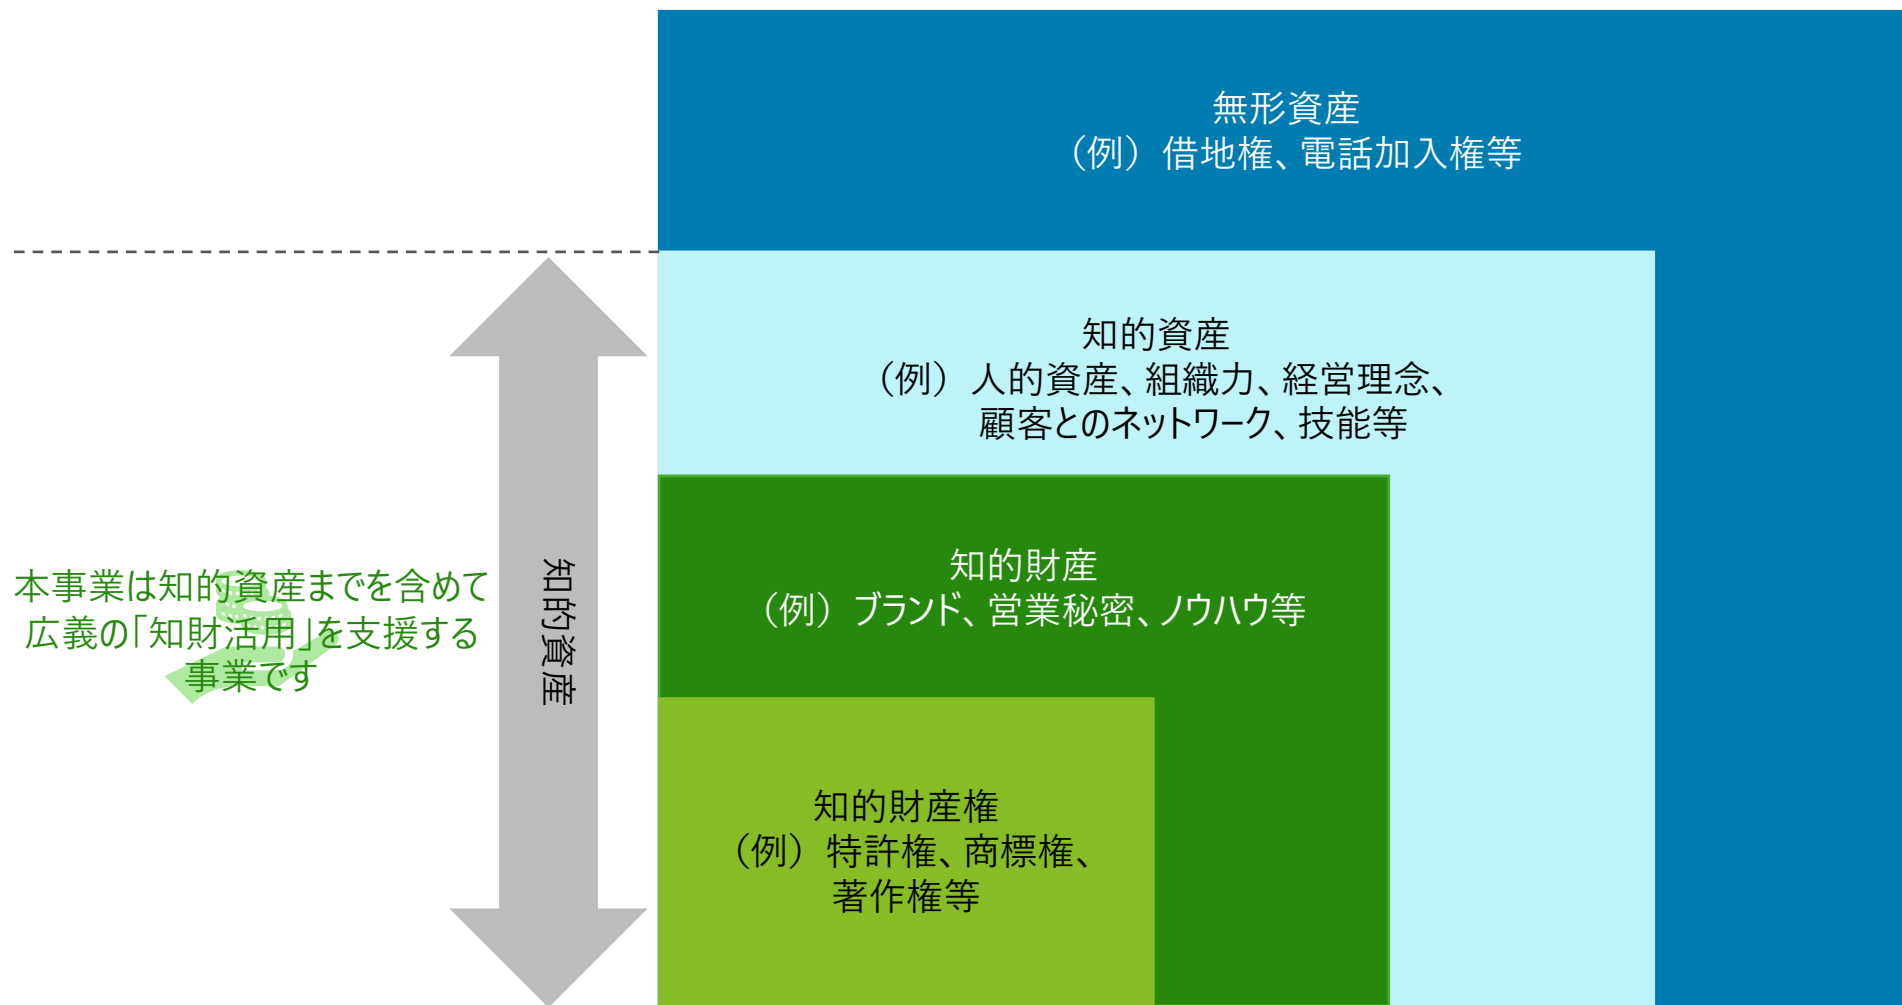 無形資産
（例）借地権、電話加入権等
知的資産
（例）人的資産、組織力、経営理念、
顧客とのネットワーク、技能等
知的財産
（例）ブランド、営業秘密、ノウハウ等
知的財産権
（例）特許権、商標権、
著作権等
知的資産
本事業は知的資産までを含めて
広義の「知財活用」を支援する
事業です